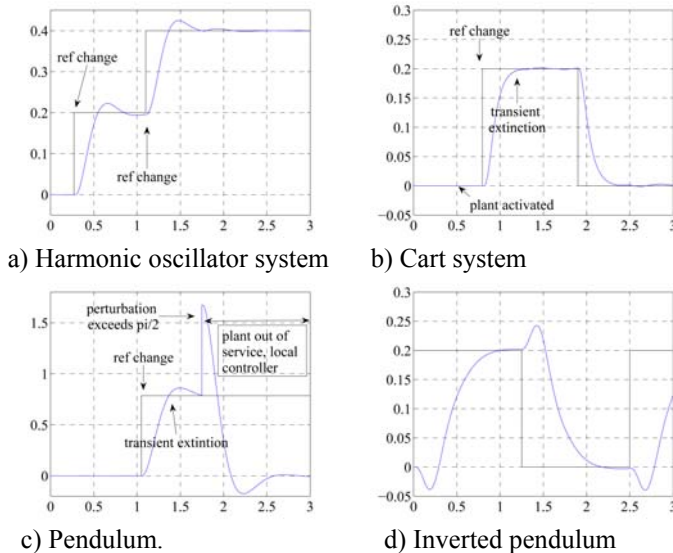 0.4
0.3
0.2
0.1
0
ref change
ref change
0 0.5 1 1.5 2 2.5 3
a) Harmonic oscillator system
0.3
0.25
0.2
0.15
0.1
0.05
0
−0.05
ref change
transient
extinction
plant activated
0 0.5 1 1.5 2 2.5 3
b) Cart system
1.5
1
0.5
0
perturbation
exceeds pi/2
plant out of
service, local
controller
ref change
transient extintion
0 0.5 1 1.5 2 2.5 3
c) Pendulum.
0.3
0.25
0.2
0.15
0.1
0.05
0
−0.05
0 0.5 1 1.5 2 2.5 3
d) Inverted pendulum